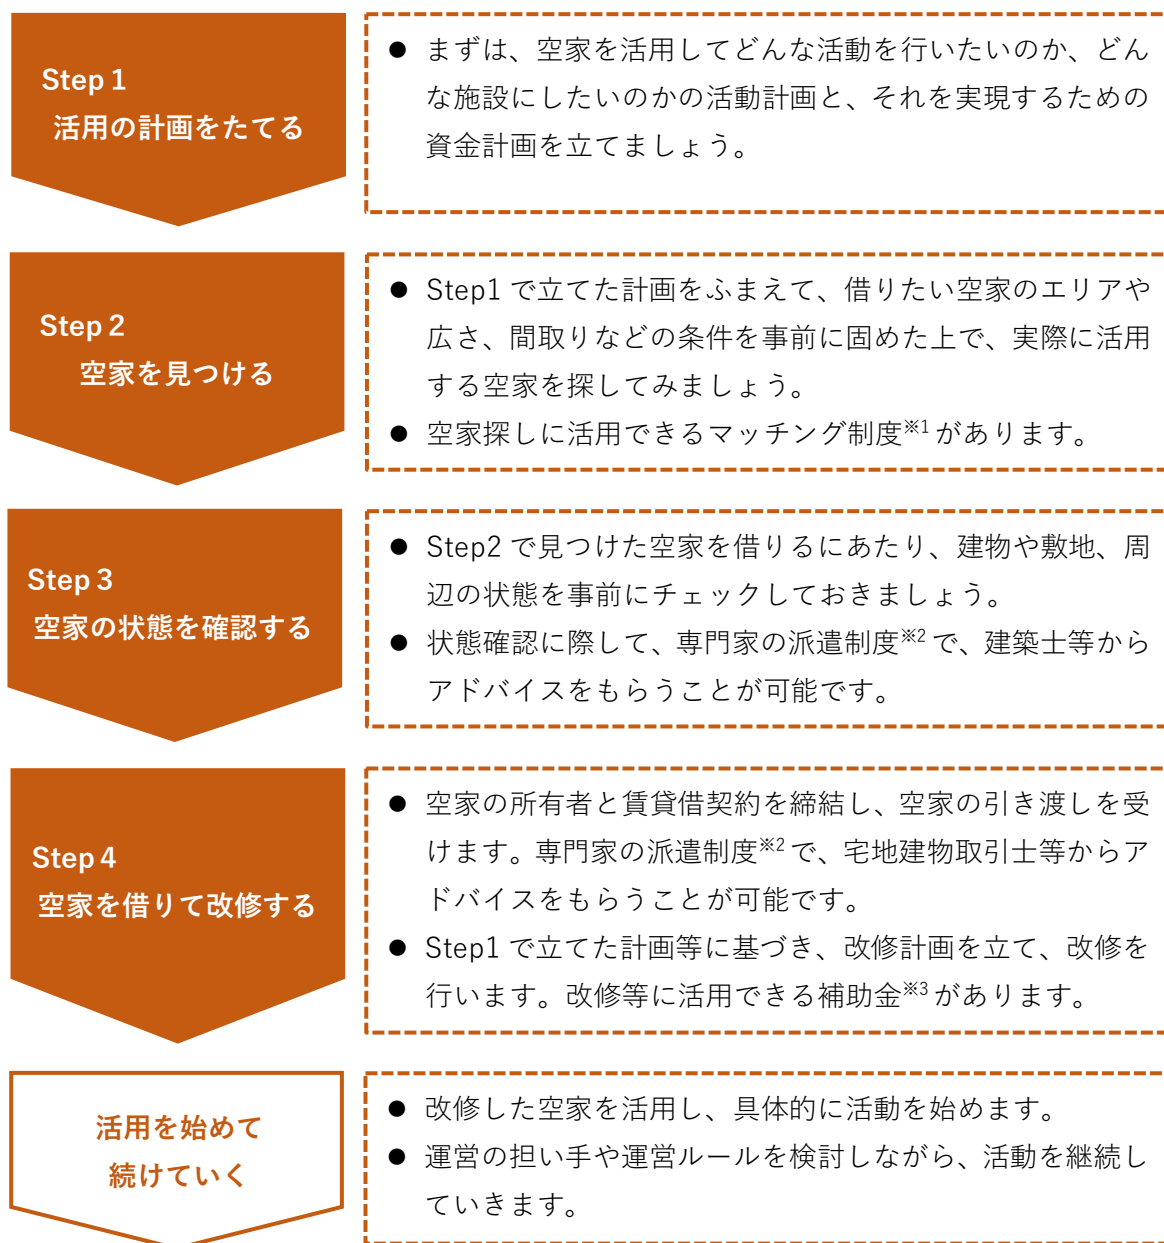 Step 1
活用の計画をたてる
● まずは、空家を活用してどんな活動を行いたいのか、どん
な施設にしたいのかの活動計画と、それを実現するための
資金計画を立てましょう。
Step 2
空家を見つける
● Step1 で立てた計画をふまえて、借りたい空家のエリアや
広さ、間取りなどの条件を事前に固めた上で、実際に活用
する空家を探してみましょう。
● 空家探しに活用できるマッチング制度※1 があります。
Step 3
空家の状態を確認する
● Step2 で見つけた空家を借りるにあたり、建物や敷地、周
辺の状態を事前にチェックしておきましょう。
● 状態確認に際して、専門家の派遣制度※2 で、建築士等から
アドバイスをもらうことが可能です。
Step 4
空家を借りて改修する
● 空家の所有者と賃貸借契約を締結し、空家の引き渡しを受
けます。専門家の派遣制度※2 で、宅地建物取引士等からア
ドバイスをもらうことが可能です。
● Step1 で立てた計画等に基づき、改修計画を立て、改修を
行います。改修等に活用できる補助金※3 があります。
活用を始めて
続けていく
● 改修した空家を活用し、具体的に活動を始めます。
● 運営の担い手や運営ルールを検討しながら、活動を継続し
ていきます。